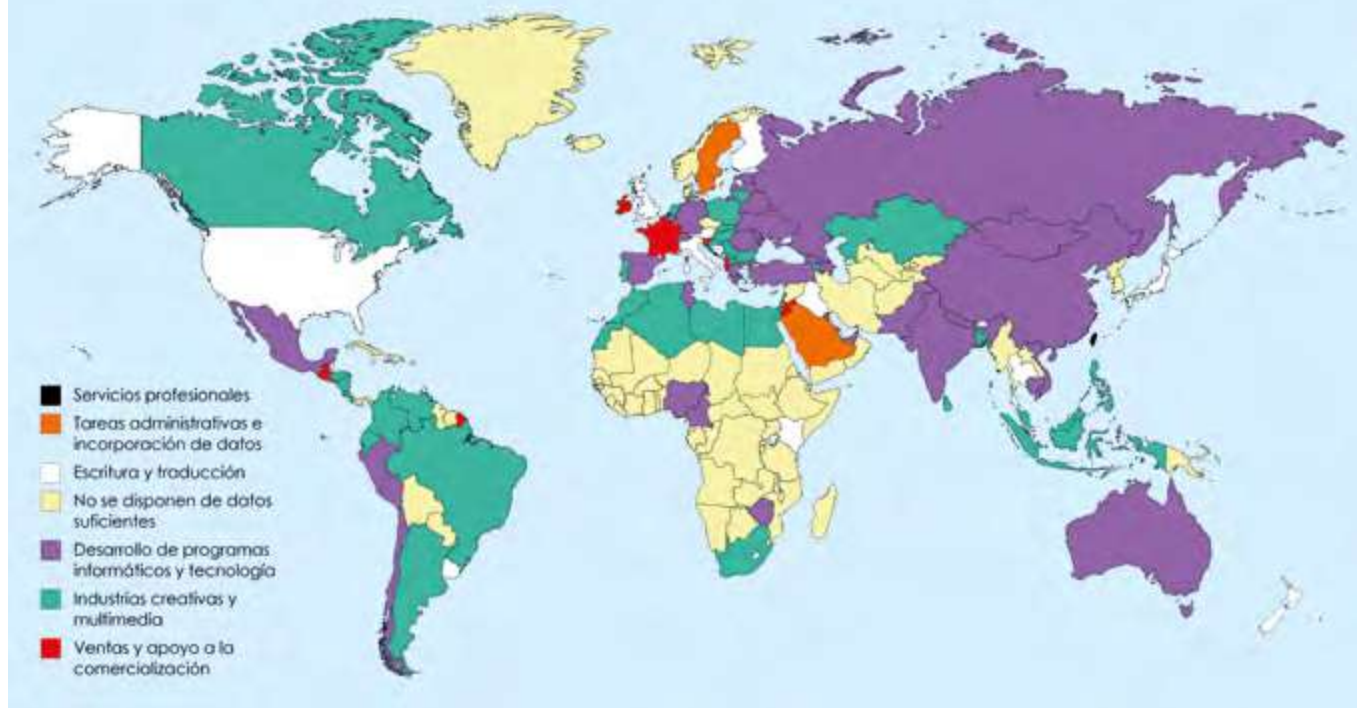 Servicios profesionales
Tareas administrativas e
incorporación de datos
Escritura y traducción
No se disponen de datos
suficientes
Desarrollo de programas
informáticos y tecnología
Industrias creativas y
multimedia
Ventas y apoyo a la
comercialización